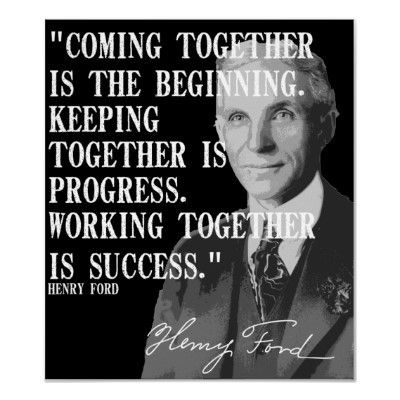 "COMING TOGETHER
IS THE BEGINNING.
KEEPING
TOGETHER IS
PROGRESS.
WORKING TOGETHER
IS SUCCESS."
HENRY FORD
Henry Ford